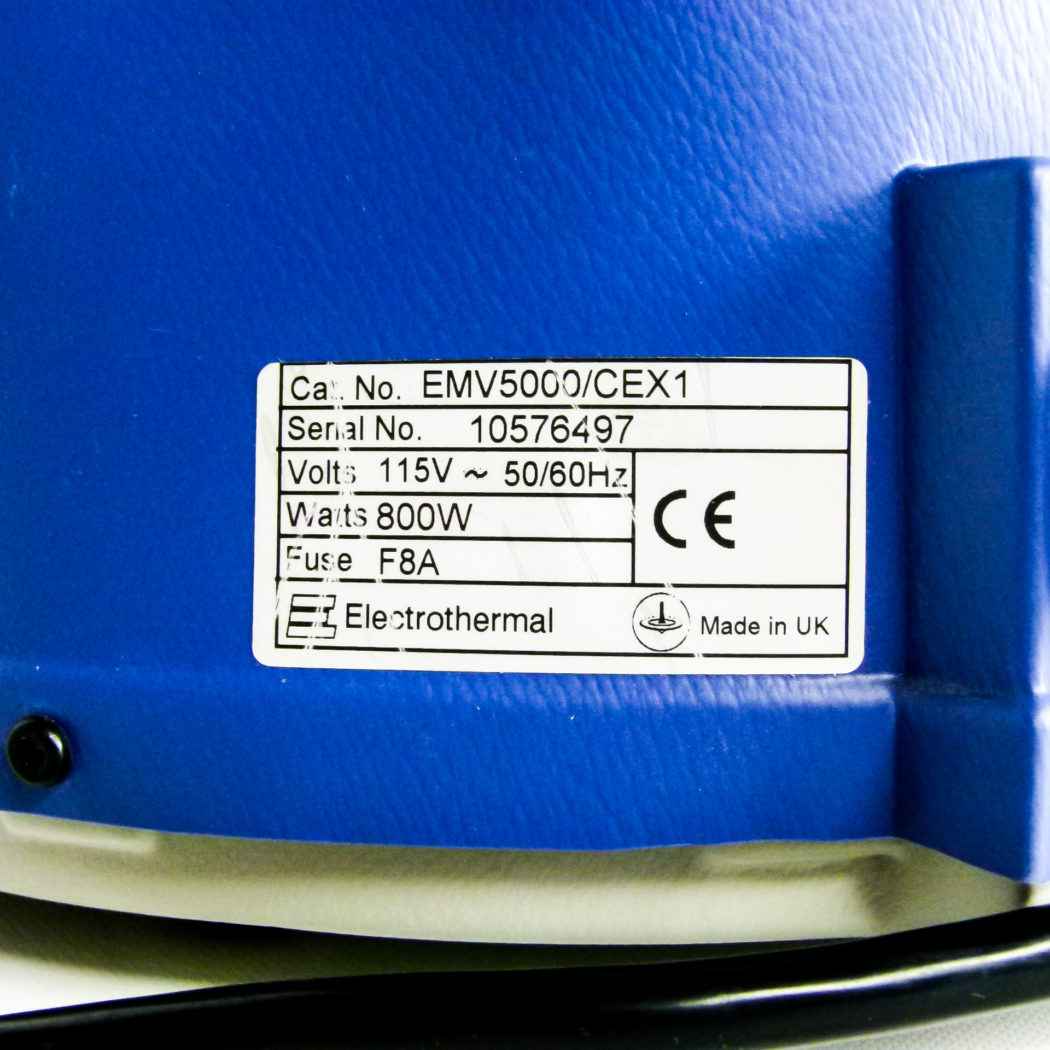 Cat. No. EMV5000/CEX1
Serial No. 10576497
Volts 115V ~ 50/60Hz
Watts 800W
CE
Fuse F8A
Electrothermal
Made in UK